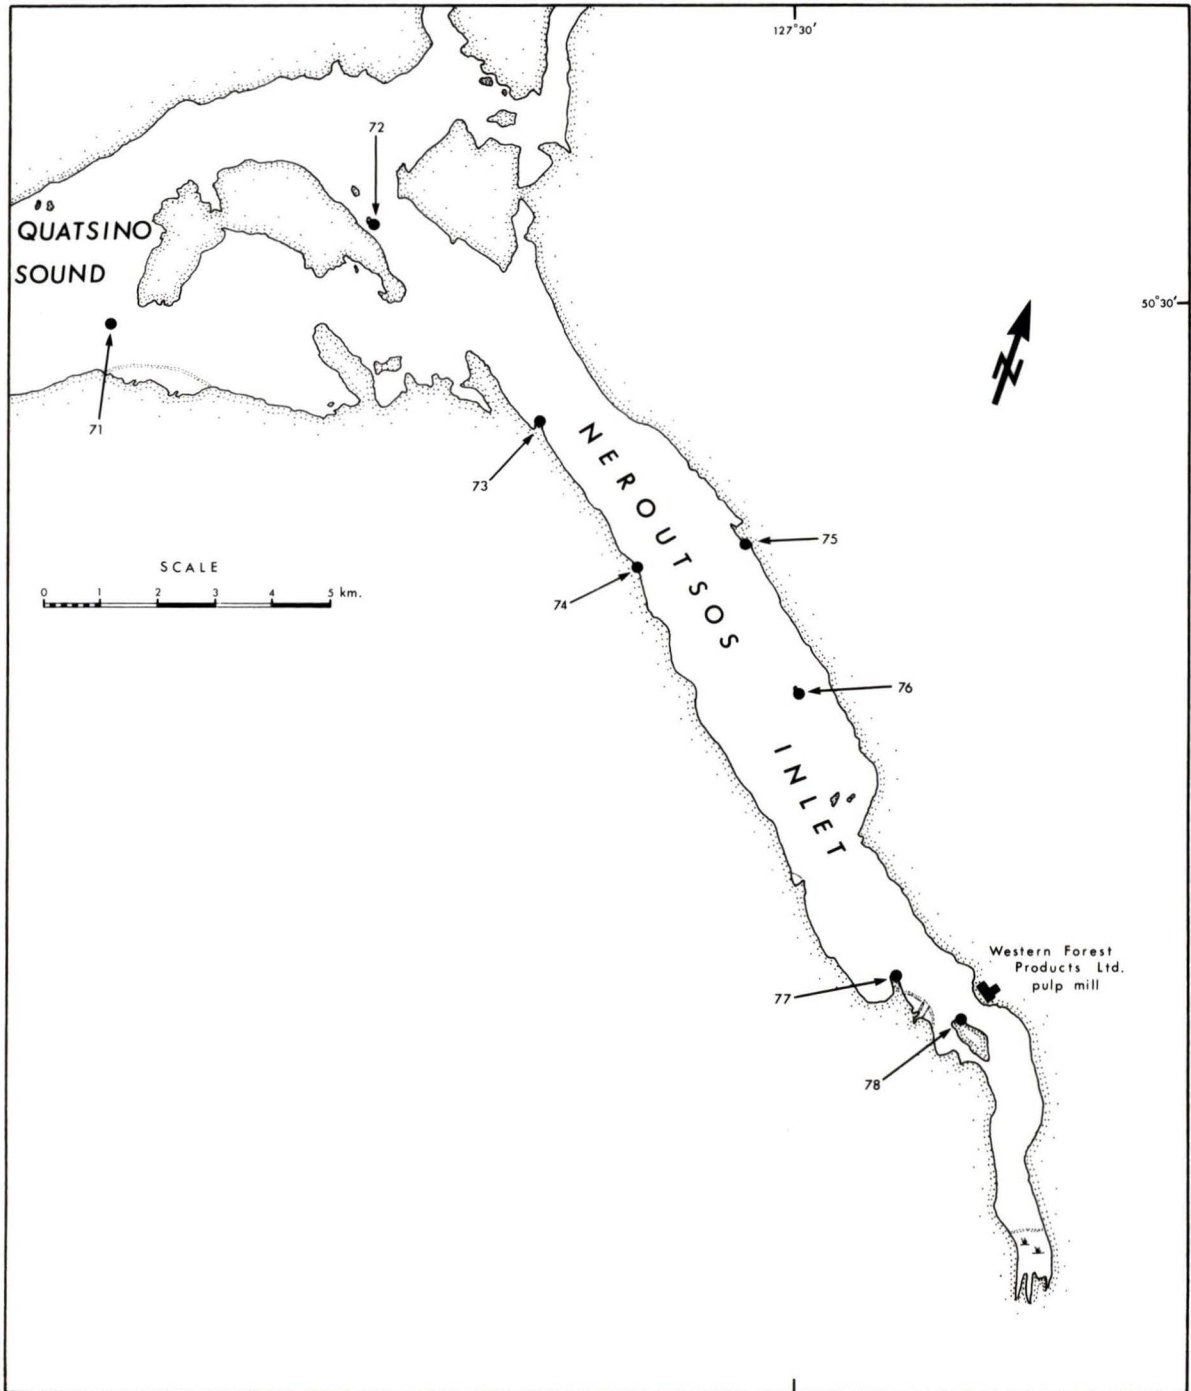 127°30'
72
QUATSINO
SOUND
50°30'
71
73
NEROUTSOS
75
SCALE
0 1 2 3 4 5 km.
74
76
INLET
Western Forest
Products Ltd.
pulp mill
77
78
N